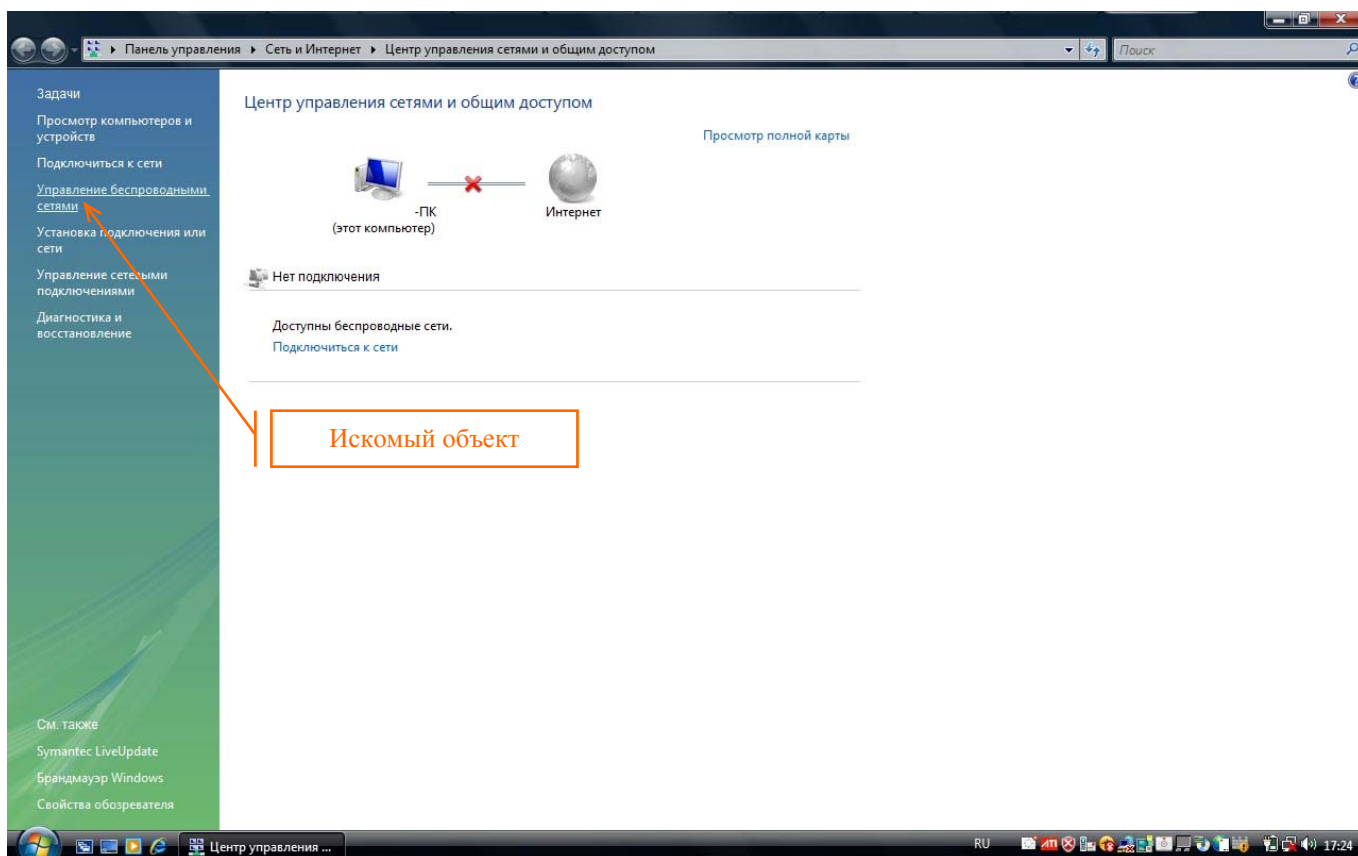 Панель управления ▸ Сеть и Интернет ▸ Центр управления сетями и общим доступом
Поиск
Задачи
Просмотр компьютеров и
устройств
Подключиться к сети
Управление беспроводными
сетями
Установка подключения или
сети
Управление сетевыми
подключениями
Диагностика и
восстановление
Центр управления сетями и общим доступом
Просмотр полной карты
-ПК
(этот компьютер)
Интернет
Нет подключения
Доступны беспроводные сети.
Подключиться к сети
Искомый объект
См. также
Symantec LiveUpdate
Брандмауэр Windows
Свойства обозревателя
Центр управления ...
RU
17:24